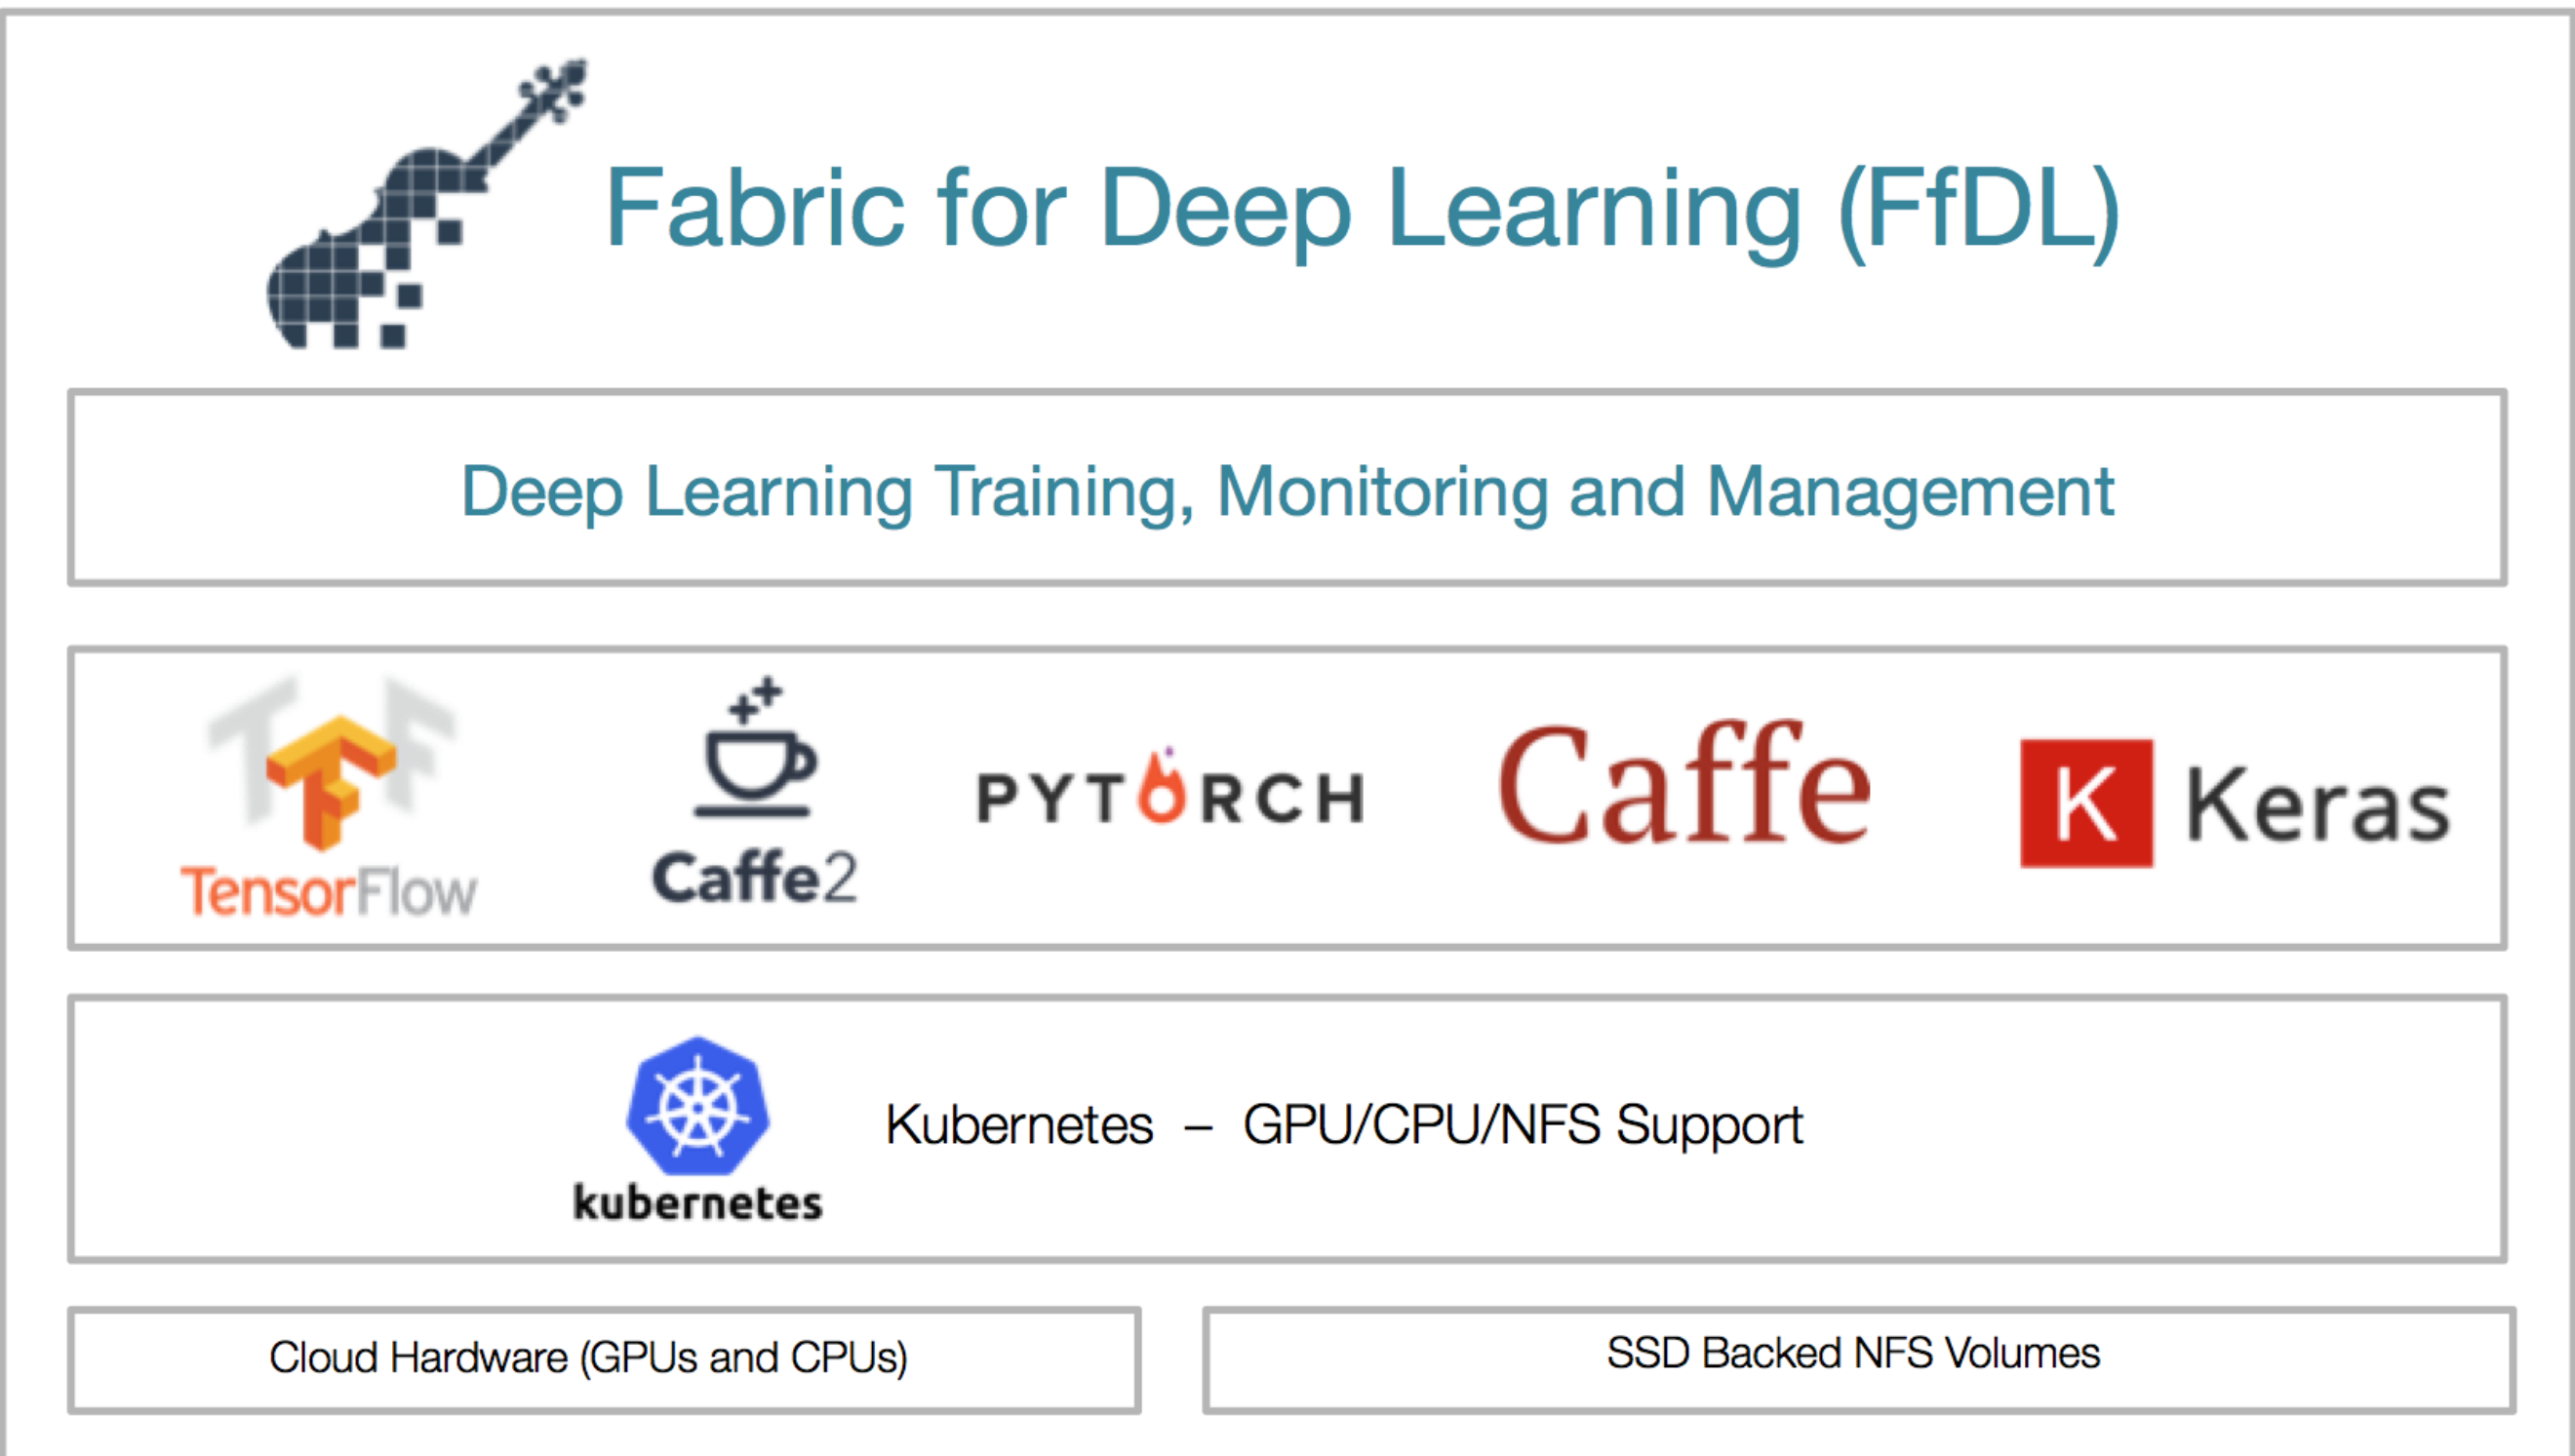 Fabric for Deep Learning (FfDL)
Deep Learning Training, Monitoring and Management
TensorFlow
Caffe2
PYTORCH
Caffe
K Keras
kubernetes
Kubernetes – GPU/CPU/NFS Support
Cloud Hardware (GPUs and CPUs)
SSD Backed NFS Volumes